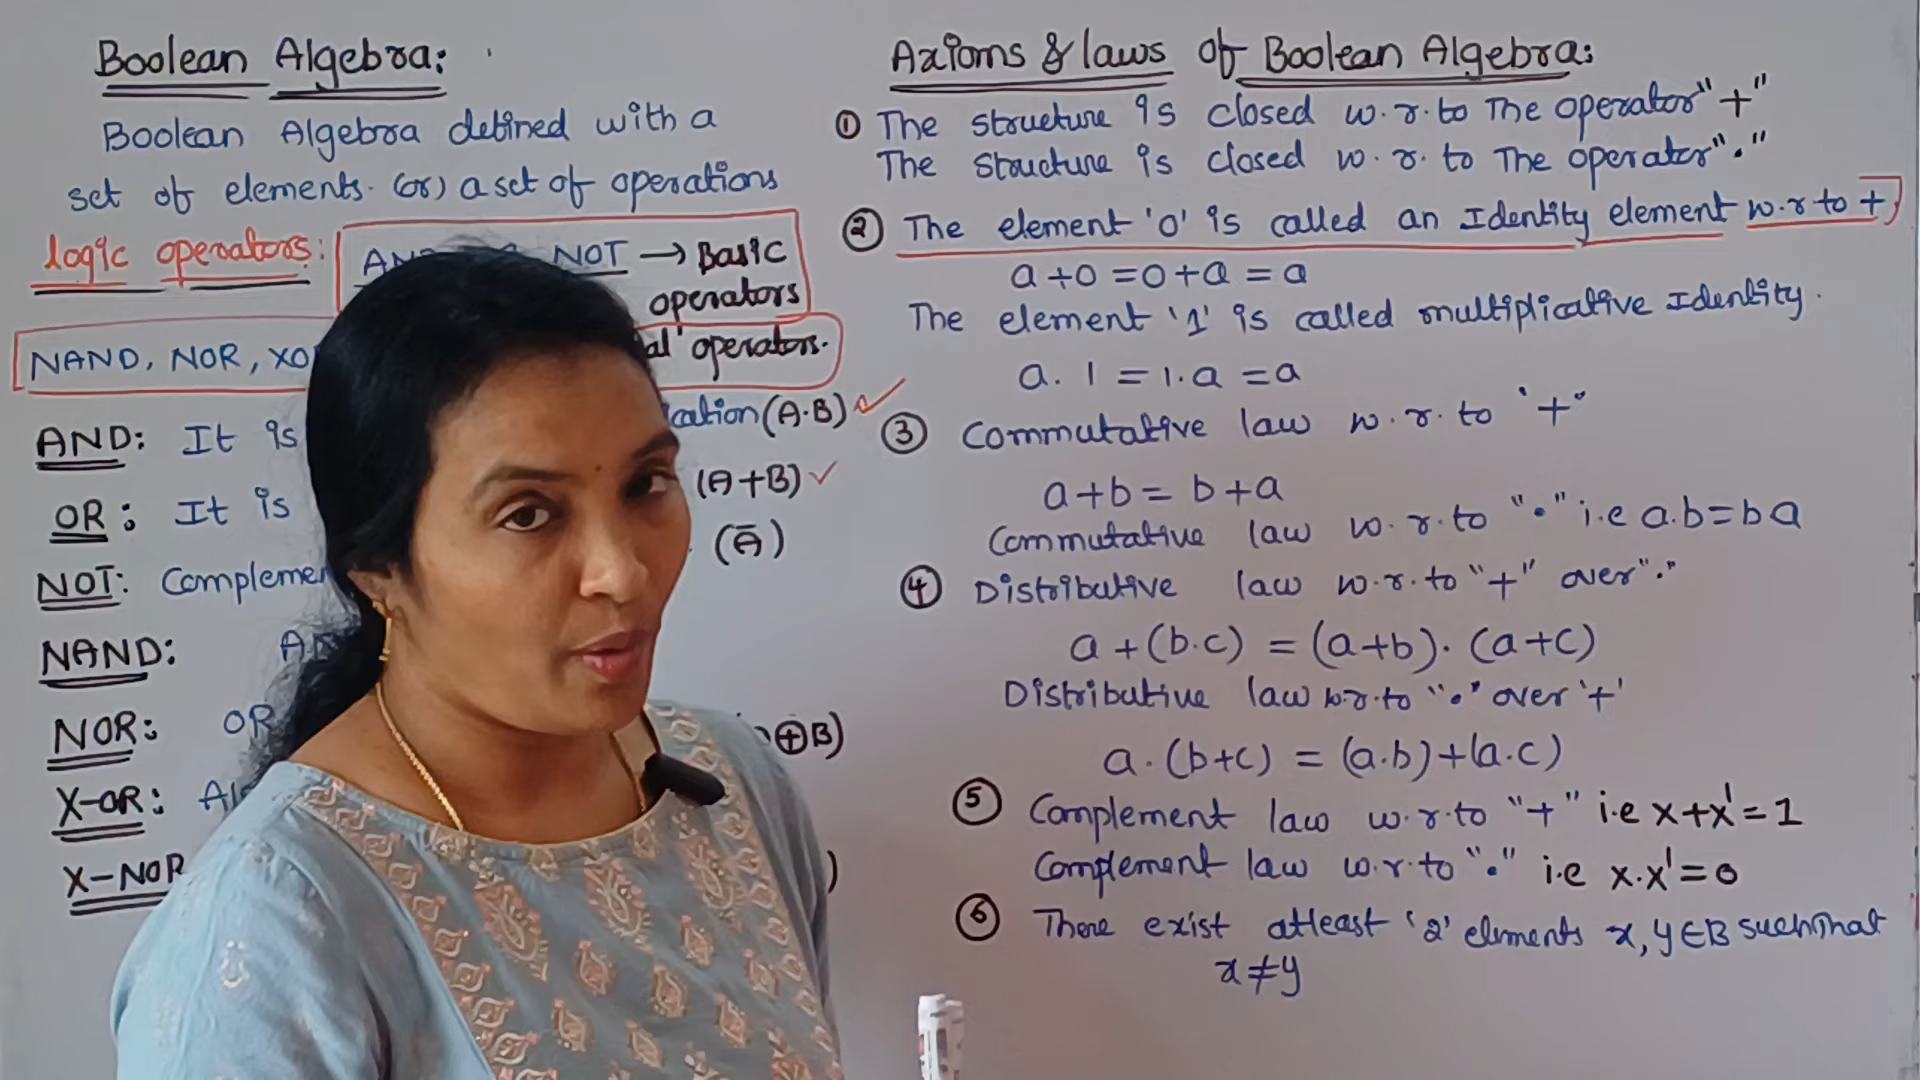 Boolean Algebra:
Boolean Algebra defined with a
set of elements. (or) a set of operations
logic operators:
NOT → Basic
operators
NAND, NOR,
operators.
AND: It is
(A·B) ✓
OR: It is
(A+B) ✓
NOT:
(Ā)
NAND:
NOR: OR
⊕B)
X-OR:
X-NOR
)
Axioms & laws of Boolean Algebra:
① The structure is closed w.r.to The operator "+"
The structure is closed w.r.to The operator "."
② The element '0' is called an Identity element w.r to +,
a+0=0+a=a
The element '1' is called multiplicative Identity.
a.1=1.a=a
③ Commutative law w.r.to '+'
a+b=b+a
Commutative law w.r.to "." i.e a.b=ba
④ Distributive law w.r.to "+" over "."
a+(b.c) = (a+b).(a+c)
Distributive law w.r.to "." over '+'
a.(b+c) = (a.b)+(a.c)
⑤ Complement law w.r.to "+" i.e x+x'=1
Complement law w.r.to "." i.e x.x'=0
⑥ There exist atleast '2' elements x, y∈B such that
x≠y